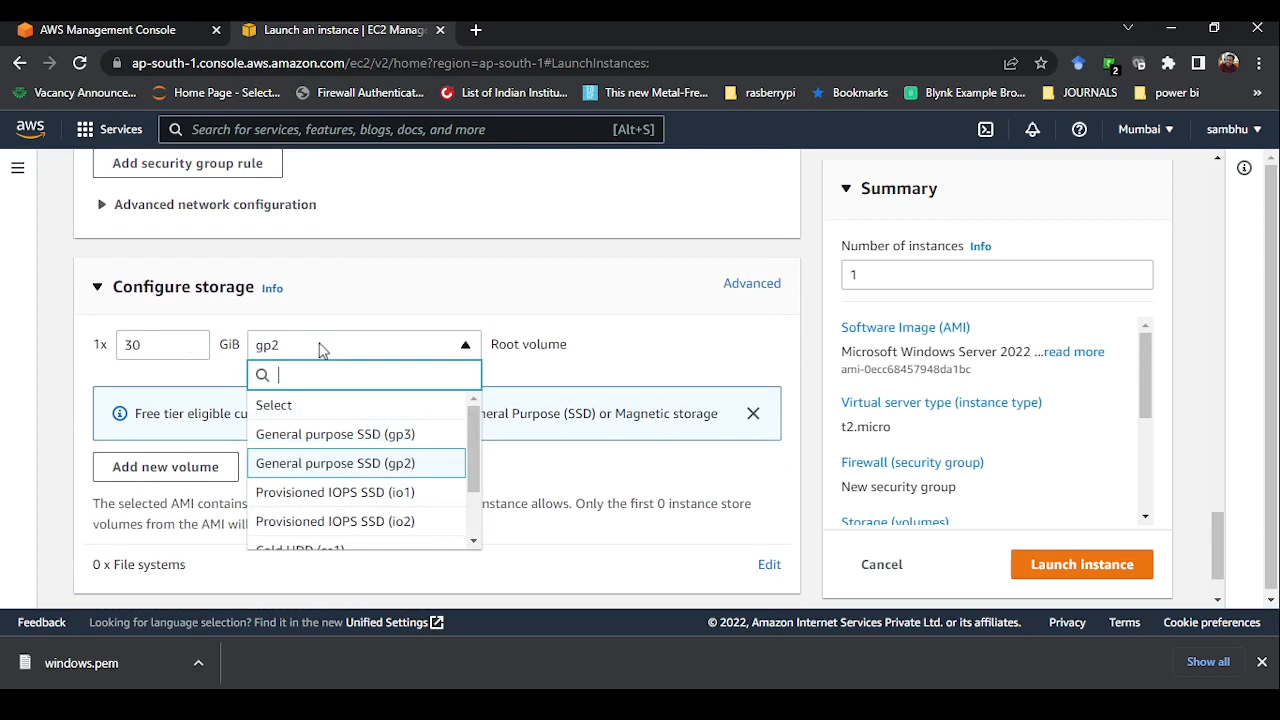 AWS Management Console
Launch an instance | EC2 Manag
ap-south-1.console.aws.amazon.com/ec2/v2/home?region=ap-south-1#LaunchInstances:
2
Vacancy Announce...
Home Page - Select...
Firewall Authenticat...
List of Indian Institu...
This new Metal-Fre...
rasberrypi
Bookmarks
Blynk Example Bro...
JOURNALS
power bi
»
aws
Services
Search for services, features, blogs, docs, and more
[Alt+S]
Mumbai
sambhu
Add security group rule
Advanced network configuration
Configure storage Info
Advanced
1x 30 GiB gp2 Root volume
Select
General purpose SSD (gp3)
General purpose SSD (gp2)
Provisioned IOPS SSD (io1)
Provisioned IOPS SSD (io2)
Free tier eligible cu
neral Purpose (SSD) or Magnetic storage
Add new volume
The selected AMI contains
nstance allows. Only the first 0 instance store
volumes from the AMI wil
0 x File systems
Edit
Summary
Number of instances Info
1
Software Image (AMI)
Microsoft Windows Server 2022 ...read more
ami-0ecc68457948da1bc
Virtual server type (instance type)
t2.micro
Firewall (security group)
New security group
Storage (volumes)
Cancel
Launch instance
Feedback
Looking for language selection? Find it in the new Unified Settings
© 2022, Amazon Internet Services Private Ltd. or its affiliates.
Privacy
Terms
Cookie preferences
windows.pem
Show all